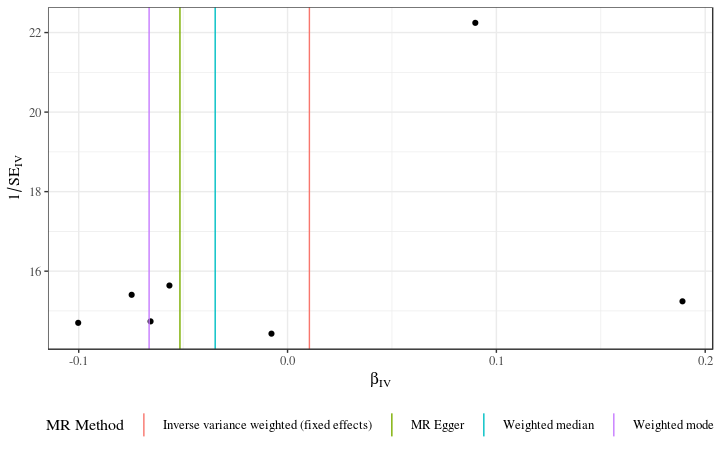 22
20
18
16
1/SE_IV
-0.1 0.0 0.1 0.2
β_IV
MR Method Inverse variance weighted (fixed effects) MR Egger Weighted median Weighted mode